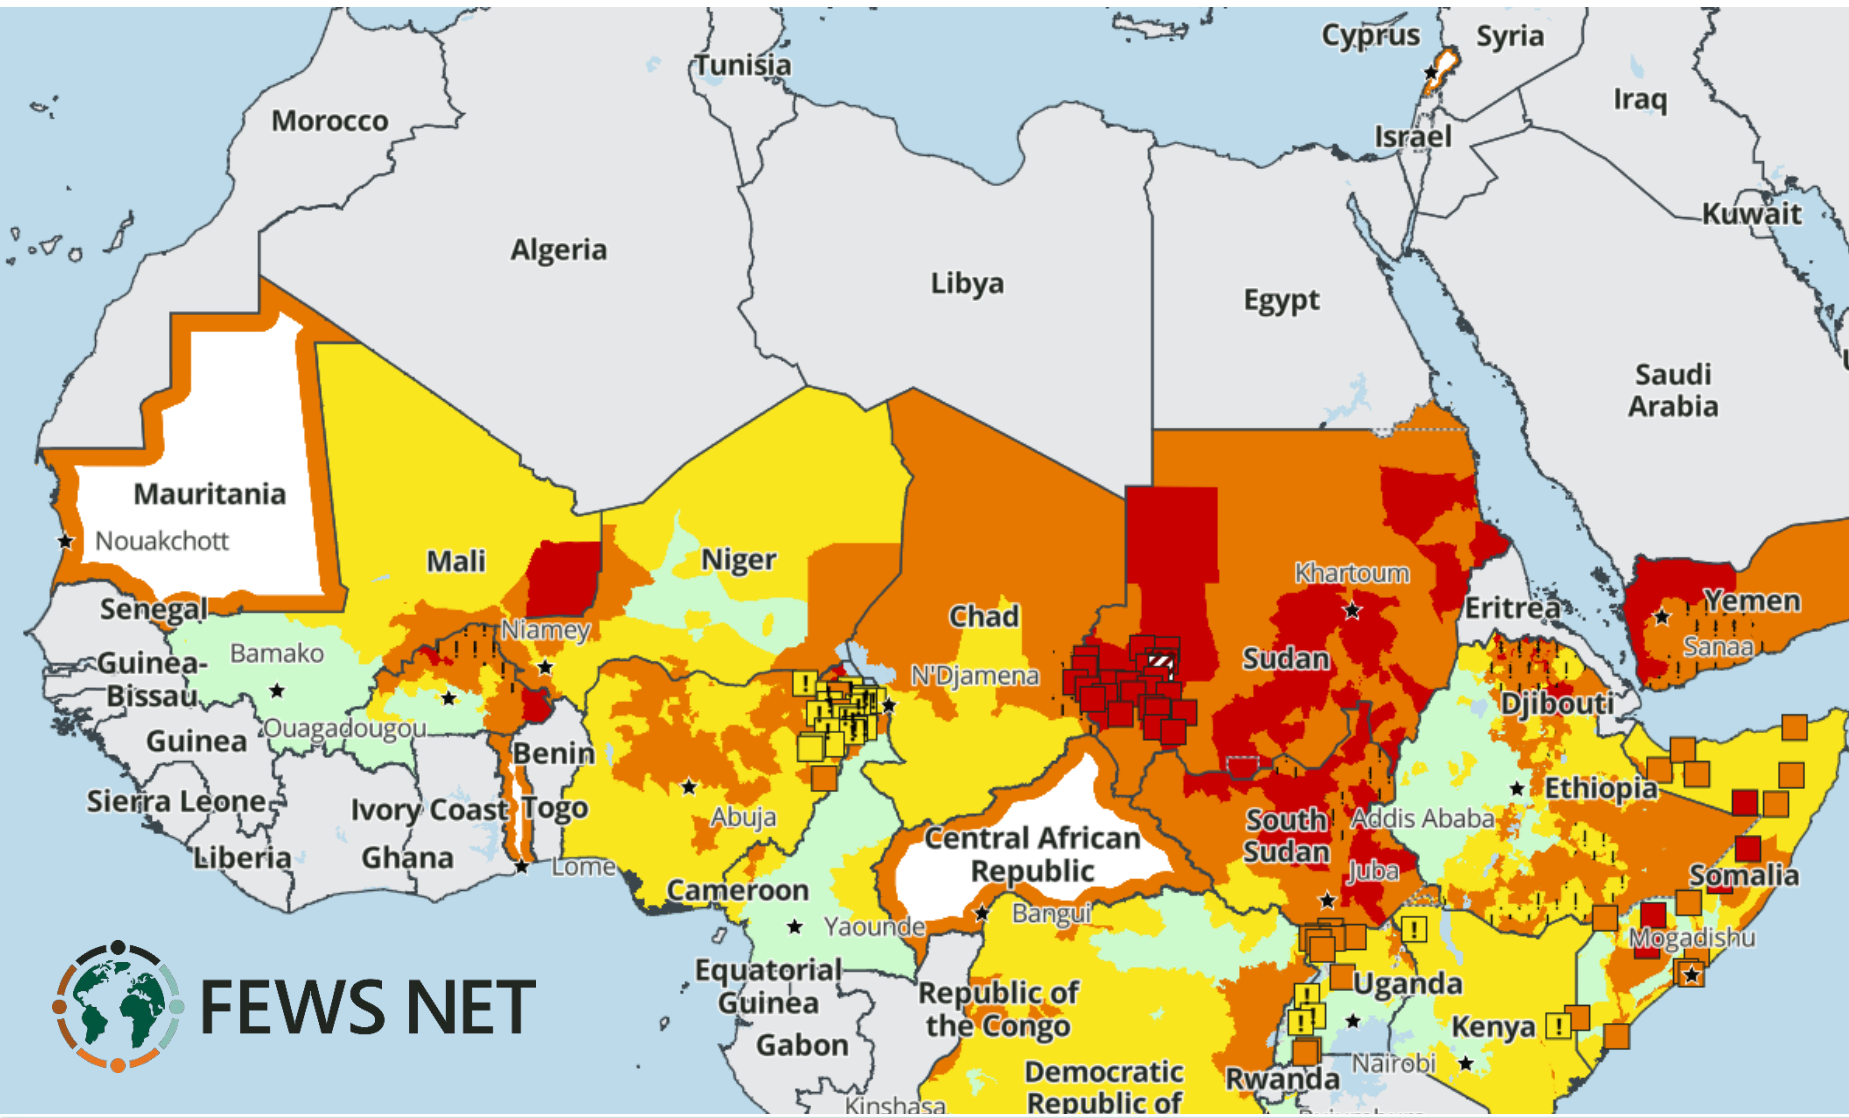 Cyprus
Syria
Tunisia
Iraq
Morocco
Israel
Kuwait
Algeria
Libya
Egypt
Saudi
Arabia
Mauritania
Nouakchott
Mali
Niger
Khartoum
Senegal
Niamey
Chad
Eritrea
Yemen
Sanaa
Bamako
Guinea-
Bissau
N'Djamena
Sudan
Djibouti
Ouagadougou
Guinea
Benin
Ethiopia
Sierra Leone
Ivory Coast
Togo
Abuja
South
Sudan
Addis Ababa
Central African
Republic
Liberia
Ghana
Lome
Juba
Somalia
Cameroon
Yaounde
Bangui
Mogadishu
Equatorial
Guinea
Republic of
the Congo
Uganda
FEWS NET
Gabon
Kenya
Nairobi
Rwanda
Democratic
Republic of
Kinshasa